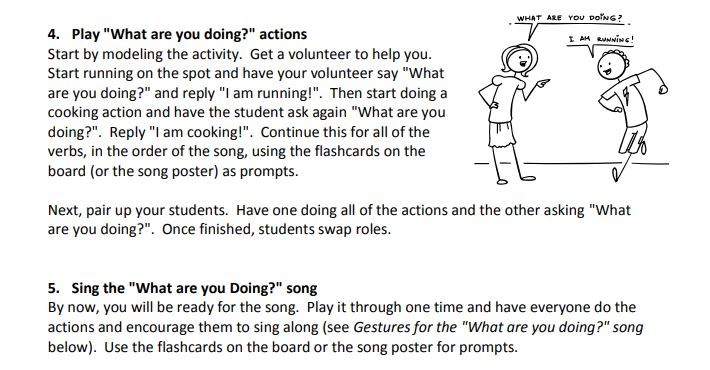 WHAT ARE YOU DOING?
I AM RUNNING!
4. Play "What are you doing?" actions
Start by modeling the activity. Get a volunteer to help you.
Start running on the spot and have your volunteer say "What
are you doing?" and reply "I am running!". Then start doing a
cooking action and have the student ask again "What are you
doing?". Reply "I am cooking!". Continue this for all of the
verbs, in the order of the song, using the flashcards on the
board (or the song poster) as prompts.
Next, pair up your students. Have one doing all of the actions and the other asking "What
are you doing?". Once finished, students swap roles.
5. Sing the "What are you Doing?" song
By now, you will be ready for the song. Play it through one time and have everyone do the
actions and encourage them to sing along (see Gestures for the "What are you doing?" song
below). Use the flashcards on the board or the song poster for prompts.